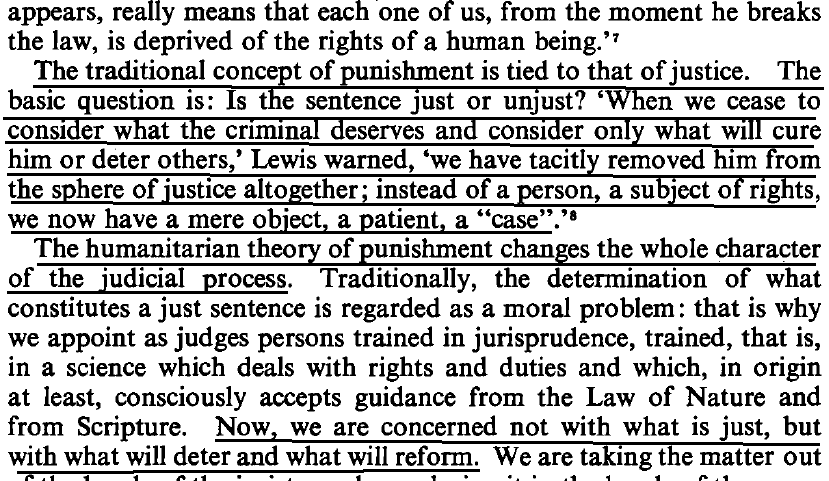 appears, really means that each one of us, from the moment he breaks
the law, is deprived of the rights of a human being.’⁷
The traditional concept of punishment is tied to that of justice. The
basic question is: Is the sentence just or unjust? ‘When we cease to
consider what the criminal deserves and consider only what will cure
him or deter others,’ Lewis warned, ‘we have tacitly removed him from
the sphere of justice altogether; instead of a person, a subject of rights,
we now have a mere object, a patient, a “case”.’⁸
The humanitarian theory of punishment changes the whole character
of the judicial process. Traditionally, the determination of what
constitutes a just sentence is regarded as a moral problem: that is why
we appoint as judges persons trained in jurisprudence, trained, that is,
in a science which deals with rights and duties and which, in origin
at least, consciously accepts guidance from the Law of Nature and
from Scripture. Now, we are concerned not with what is just, but
with what will deter and what will reform. We are taking the matter out